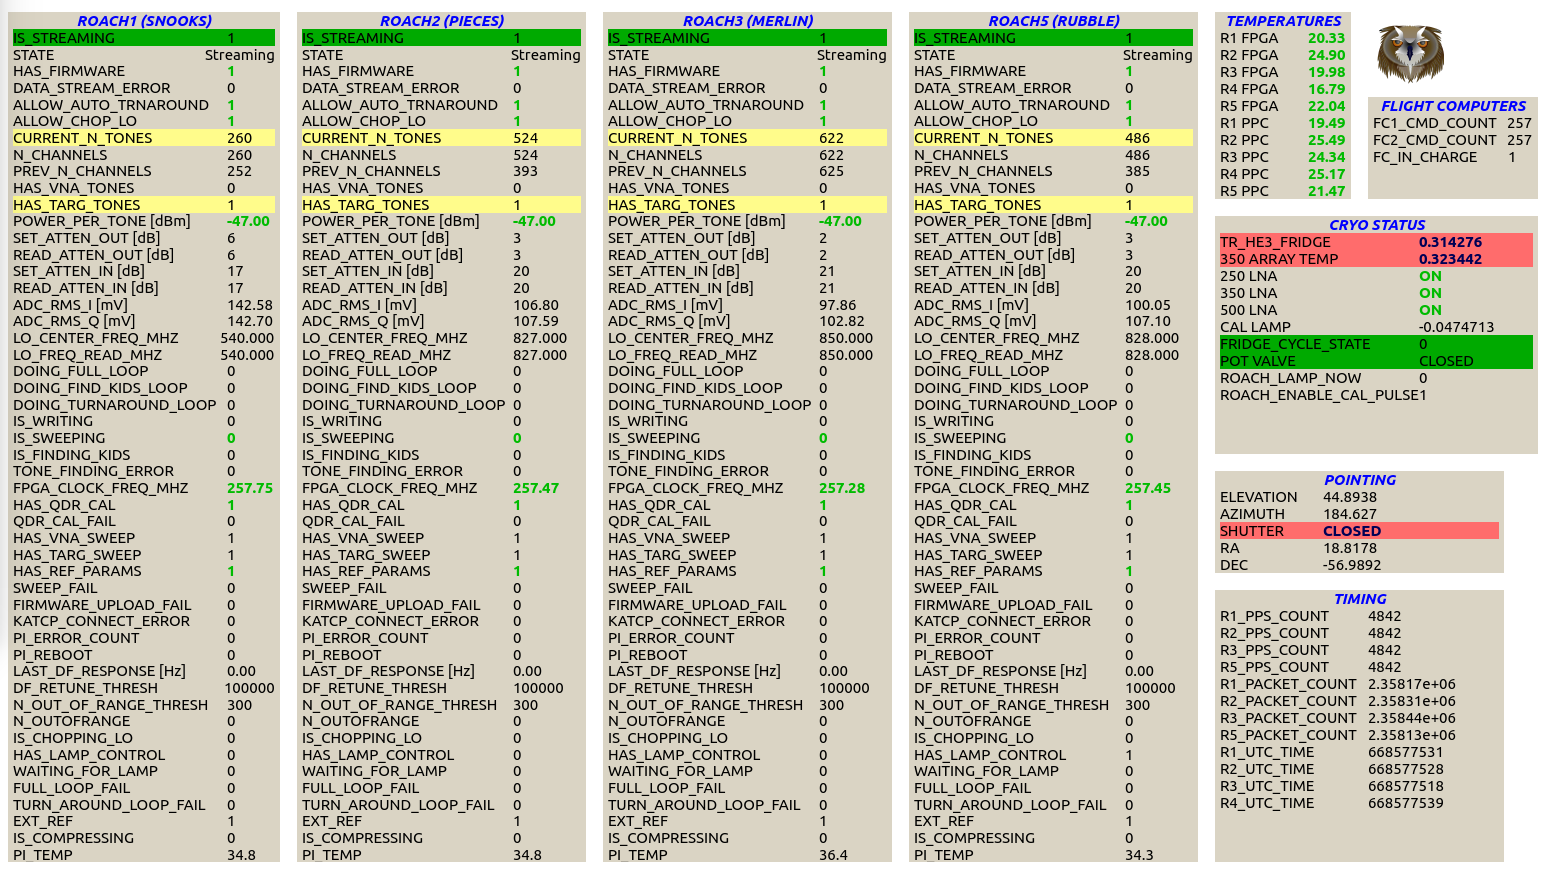 ROACH1 (SNOOKS)
IS_STREAMING 1
STATE Streaming
HAS_FIRMWARE 1
DATA_STREAM_ERROR 0
ALLOW_AUTO_TRNAROUND 1
ALLOW_CHOP_LO 1
CURRENT_N_TONES 260
N_CHANNELS 260
PREV_N_CHANNELS 252
HAS_VNA_TONES 0
HAS_TARG_TONES 1
POWER_PER_TONE [dBm] -47.00
SET_ATTEN_OUT [dB] 6
READ_ATTEN_OUT [dB] 6
SET_ATTEN_IN [dB] 17
READ_ATTEN_IN [dB] 17
ADC_RMS_I [mV] 142.58
ADC_RMS_Q [mV] 142.70
LO_CENTER_FREQ_MHZ 540.000
LO_FREQ_READ_MHZ 540.000
DOING_FULL_LOOP 0
DOING_FIND_KIDS_LOOP 0
DOING_TURNAROUND_LOOP 0
IS_WRITING 0
IS_SWEEPING 0
IS_FINDING_KIDS 0
TONE_FINDING_ERROR 0
FPGA_CLOCK_FREQ_MHZ 257.75
HAS_QDR_CAL 1
QDR_CAL_FAIL 0
HAS_VNA_SWEEP 1
HAS_TARG_SWEEP 1
HAS_REF_PARAMS 1
SWEEP_FAIL 0
FIRMWARE_UPLOAD_FAIL 0
KATCP_CONNECT_ERROR 0
PI_ERROR_COUNT 0
PI_REBOOT 0
LAST_DF_RESPONSE [Hz] 0.00
DF_RETUNE_THRESH 100000
N_OUT_OF_RANGE_THRESH 300
N_OUTOFRANGE 0
IS_CHOPPING_LO 0
HAS_LAMP_CONTROL 0
WAITING_FOR_LAMP 0
FULL_LOOP_FAIL 0
TURN_AROUND_LOOP_FAIL 0
EXT_REF 1
IS_COMPRESSING 0
PI_TEMP 34.8
ROACH2 (PIECES)
IS_STREAMING 1
STATE Streaming
HAS_FIRMWARE 1
DATA_STREAM_ERROR 0
ALLOW_AUTO_TRNAROUND 1
ALLOW_CHOP_LO 1
CURRENT_N_TONES 524
N_CHANNELS 524
PREV_N_CHANNELS 393
HAS_VNA_TONES 0
HAS_TARG_TONES 1
POWER_PER_TONE [dBm] -47.00
SET_ATTEN_OUT [dB] 3
READ_ATTEN_OUT [dB] 3
SET_ATTEN_IN [dB] 20
READ_ATTEN_IN [dB] 20
ADC_RMS_I [mV] 106.80
ADC_RMS_Q [mV] 107.59
LO_CENTER_FREQ_MHZ 827.000
LO_FREQ_READ_MHZ 827.000
DOING_FULL_LOOP 0
DOING_FIND_KIDS_LOOP 0
DOING_TURNAROUND_LOOP 0
IS_WRITING 0
IS_SWEEPING 0
IS_FINDING_KIDS 0
TONE_FINDING_ERROR 0
FPGA_CLOCK_FREQ_MHZ 257.47
HAS_QDR_CAL 1
QDR_CAL_FAIL 0
HAS_VNA_SWEEP 1
HAS_TARG_SWEEP 1
HAS_REF_PARAMS 1
SWEEP_FAIL 0
FIRMWARE_UPLOAD_FAIL 0
KATCP_CONNECT_ERROR 0
PI_ERROR_COUNT 0
PI_REBOOT 0
LAST_DF_RESPONSE [Hz] 0.00
DF_RETUNE_THRESH 100000
N_OUT_OF_RANGE_THRESH 300
N_OUTOFRANGE 0
IS_CHOPPING_LO 0
HAS_LAMP_CONTROL 0
WAITING_FOR_LAMP 0
FULL_LOOP_FAIL 0
TURN_AROUND_LOOP_FAIL 0
EXT_REF 1
IS_COMPRESSING 0
PI_TEMP 34.8
ROACH3 (MERLIN)
IS_STREAMING 1
STATE Streaming
HAS_FIRMWARE 1
DATA_STREAM_ERROR 0
ALLOW_AUTO_TRNAROUND 1
ALLOW_CHOP_LO 1
CURRENT_N_TONES 622
N_CHANNELS 622
PREV_N_CHANNELS 625
HAS_VNA_TONES 0
HAS_TARG_TONES 1
POWER_PER_TONE [dBm] -47.00
SET_ATTEN_OUT [dB] 2
READ_ATTEN_OUT [dB] 2
SET_ATTEN_IN [dB] 21
READ_ATTEN_IN [dB] 21
ADC_RMS_I [mV] 97.86
ADC_RMS_Q [mV] 102.82
LO_CENTER_FREQ_MHZ 850.000
LO_FREQ_READ_MHZ 850.000
DOING_FULL_LOOP 0
DOING_FIND_KIDS_LOOP 0
DOING_TURNAROUND_LOOP 0
IS_WRITING 0
IS_SWEEPING 0
IS_FINDING_KIDS 0
TONE_FINDING_ERROR 0
FPGA_CLOCK_FREQ_MHZ 257.28
HAS_QDR_CAL 1
QDR_CAL_FAIL 0
HAS_VNA_SWEEP 1
HAS_TARG_SWEEP 1
HAS_REF_PARAMS 1
SWEEP_FAIL 0
FIRMWARE_UPLOAD_FAIL 0
KATCP_CONNECT_ERROR 0
PI_ERROR_COUNT 0
PI_REBOOT 0
LAST_DF_RESPONSE [Hz] 0.00
DF_RETUNE_THRESH 100000
N_OUT_OF_RANGE_THRESH 300
N_OUTOFRANGE 0
IS_CHOPPING_LO 0
HAS_LAMP_CONTROL 0
WAITING_FOR_LAMP 0
FULL_LOOP_FAIL 0
TURN_AROUND_LOOP_FAIL 0
EXT_REF 1
IS_COMPRESSING 0
PI_TEMP 36.4
ROACH5 (RUBBLE)
IS_STREAMING 1
STATE Streaming
HAS_FIRMWARE 1
DATA_STREAM_ERROR 0
ALLOW_AUTO_TRNAROUND 1
ALLOW_CHOP_LO 1
CURRENT_N_TONES 486
N_CHANNELS 486
PREV_N_CHANNELS 385
HAS_VNA_TONES 0
HAS_TARG_TONES 1
POWER_PER_TONE [dBm] -47.00
SET_ATTEN_OUT [dB] 3
READ_ATTEN_OUT [dB] 3
SET_ATTEN_IN [dB] 20
READ_ATTEN_IN [dB] 20
ADC_RMS_I [mV] 100.05
ADC_RMS_Q [mV] 107.10
LO_CENTER_FREQ_MHZ 828.000
LO_FREQ_READ_MHZ 828.000
DOING_FULL_LOOP 0
DOING_FIND_KIDS_LOOP 0
DOING_TURNAROUND_LOOP 0
IS_WRITING 0
IS_SWEEPING 0
IS_FINDING_KIDS 0
TONE_FINDING_ERROR 0
FPGA_CLOCK_FREQ_MHZ 257.45
HAS_QDR_CAL 1
QDR_CAL_FAIL 0
HAS_VNA_SWEEP 1
HAS_TARG_SWEEP 1
HAS_REF_PARAMS 1
SWEEP_FAIL 0
FIRMWARE_UPLOAD_FAIL 0
KATCP_CONNECT_ERROR 0
PI_ERROR_COUNT 0
PI_REBOOT 0
LAST_DF_RESPONSE [Hz] 0.00
DF_RETUNE_THRESH 100000
N_OUT_OF_RANGE_THRESH 300
N_OUTOFRANGE 0
IS_CHOPPING_LO 0
HAS_LAMP_CONTROL 1
WAITING_FOR_LAMP 0
FULL_LOOP_FAIL 0
TURN_AROUND_LOOP_FAIL 0
EXT_REF 1
IS_COMPRESSING 0
PI_TEMP 34.3
TEMPERATURES
R1 FPGA 20.33
R2 FPGA 24.90
R3 FPGA 19.98
R4 FPGA 16.79
R5 FPGA 22.04
R1 PPC 19.49
R2 PPC 25.49
R3 PPC 24.34
R4 PPC 25.17
R5 PPC 21.47
FLIGHT COMPUTERS
FC1_CMD_COUNT 257
FC2_CMD_COUNT 257
FC_IN_CHARGE 1
CRYO STATUS
TR_HE3_FRIDGE 0.314276
350 ARRAY TEMP 0.323442
250 LNA ON
350 LNA ON
500 LNA ON
CAL LAMP -0.0474713
FRIDGE_CYCLE_STATE 0
POT VALVE CLOSED
ROACH_LAMP_NOW 0
ROACH_ENABLE_CAL_PULSE 1
POINTING
ELEVATION 44.8938
AZIMUTH 184.627
SHUTTER CLOSED
RA 18.8178
DEC -56.9892
TIMING
R1_PPS_COUNT 4842
R2_PPS_COUNT 4842
R3_PPS_COUNT 4842
R5_PPS_COUNT 4842
R1_PACKET_COUNT 2.35817e+06
R2_PACKET_COUNT 2.35831e+06
R3_PACKET_COUNT 2.35844e+06
R5_PACKET_COUNT 2.35813e+06
R1_UTC_TIME 668577531
R2_UTC_TIME 668577528
R3_UTC_TIME 668577518
R4_UTC_TIME 668577539